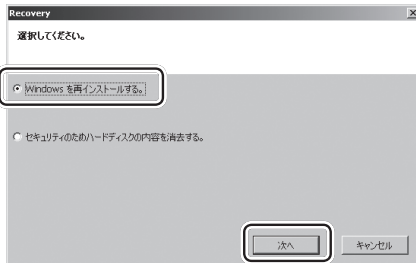 Recovery
選択してください。
Windows を再インストールする。
セキュリティのためハードディスクの内容を消去する。
次へ
キャンセル